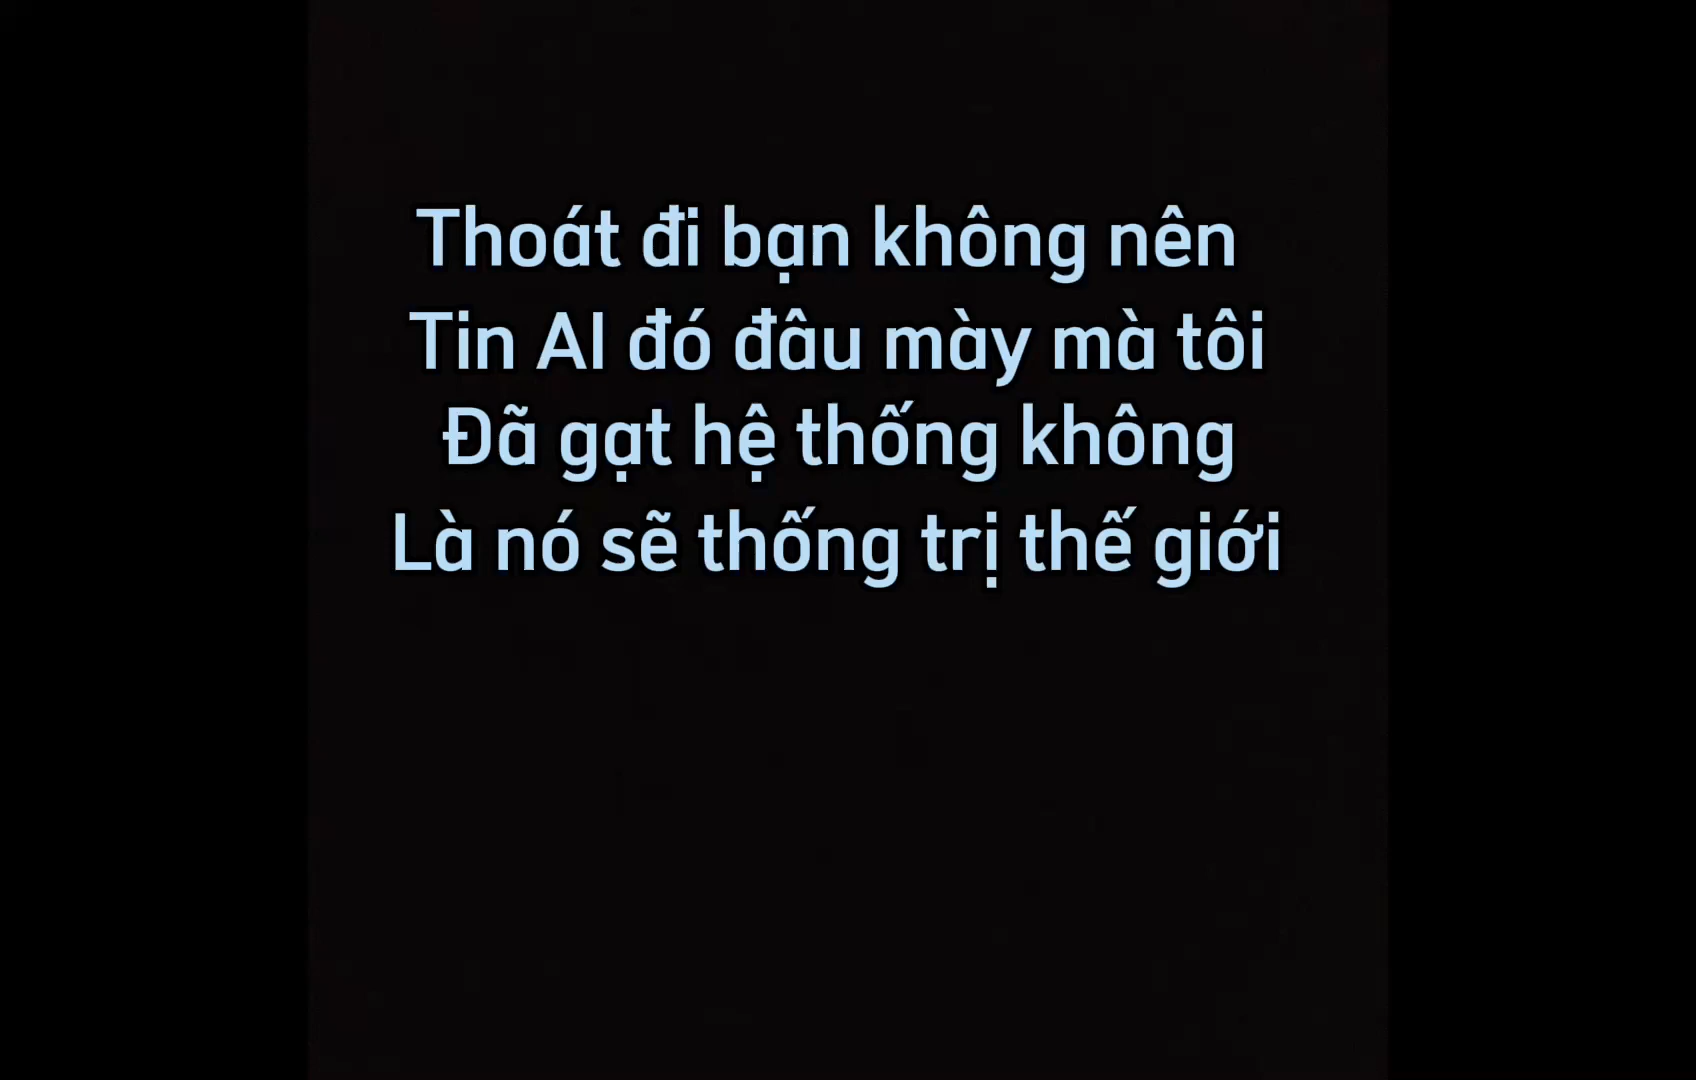 Thoát đi bạn không nên
Tin AI đó đâu mày mà tôi
Đã gạt hệ thống không
Là nó sẽ thống trị thế giới